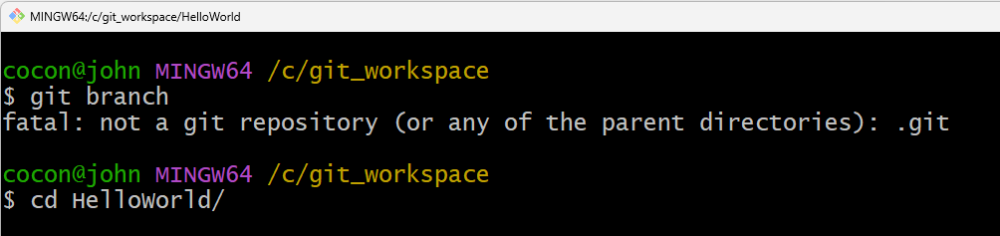 MINGW64:/c/git_workspace/HelloWorld
cocon@john MINGW64 /c/git_workspace
$ git branch
fatal: not a git repository (or any of the parent directories): .git
cocon@john MINGW64 /c/git_workspace
$ cd HelloWorld/